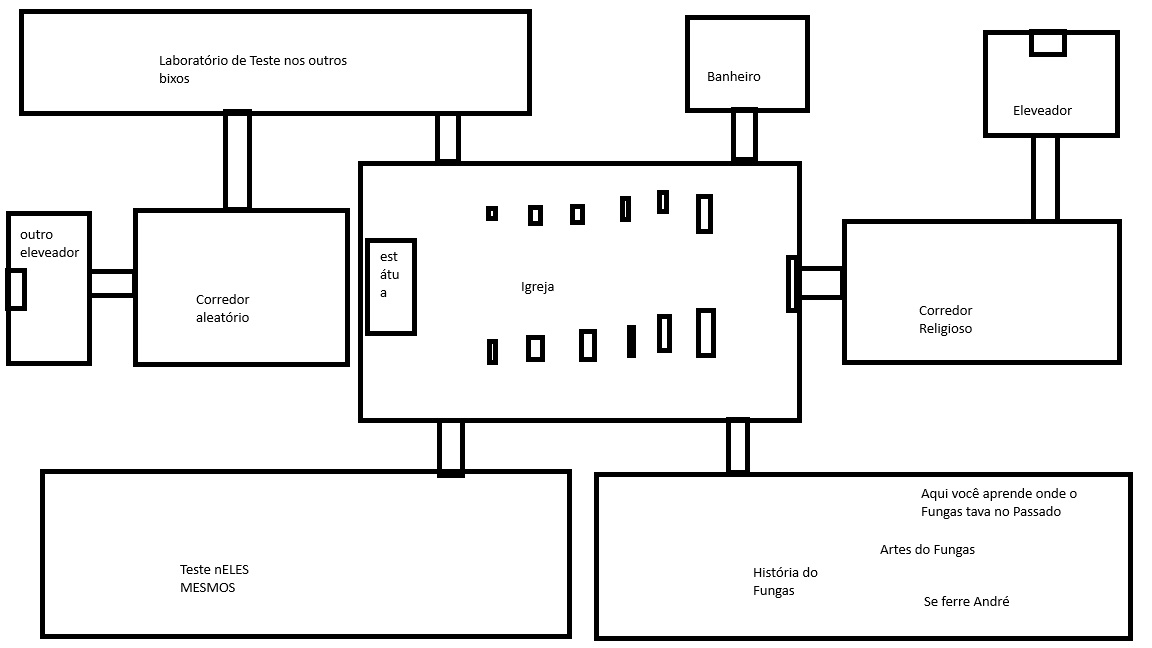 Laboratório de Teste nos outros
bixos
Banheiro
Eleveador
outro
eleveador
Corredor
aleatório
est
átu
a
Igreja
Corredor
Religioso
Teste nELES
MESMOS
Aqui você aprende onde o
Fungas tava no Passado
Artes do Fungas
História do
Fungas
Se ferre André